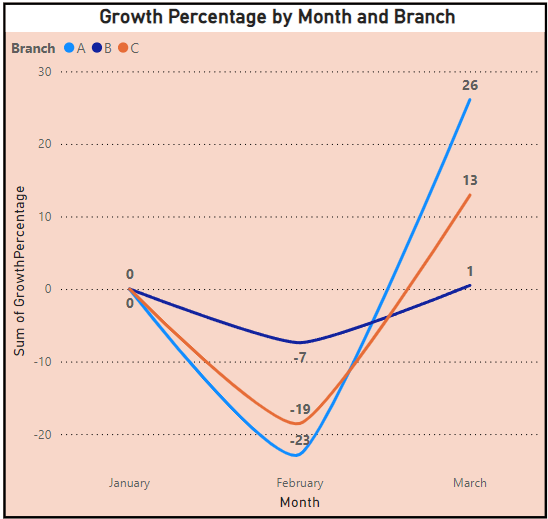 Growth Percentage by Month and Branch
Branch A B C
30
20
10
0
-10
-20
Sum of GrowthPercentage
0
0
-7
-19
-23
26
13
1
January February March
Month